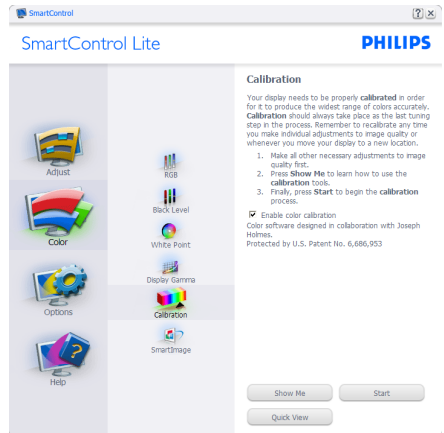 SmartControl
SmartControl Lite
PHILIPS
Adjust
Color
Options
Help
RGB
Black Level
White Point
Display Gamma
Calibration
SmartImage
Calibration
Your display needs to be properly calibrated in order
for it to produce the widest range of colors accurately.
Calibration should always take place as the last tuning
step in the process. Remember to recalibrate any time
you make individual adjustments to image quality or
whenever you move your display to a new location.
1. Make all other necessary adjustments to image
quality first.
2. Press Show Me to learn how to use the
calibration tools.
3. Finally, press Start to begin the calibration
process.
Enable color calibration
Color software designed in collaboration with Joseph
Holmes.
Protected by U.S. Patent No. 6,686,953
Show Me
Start
Quick View